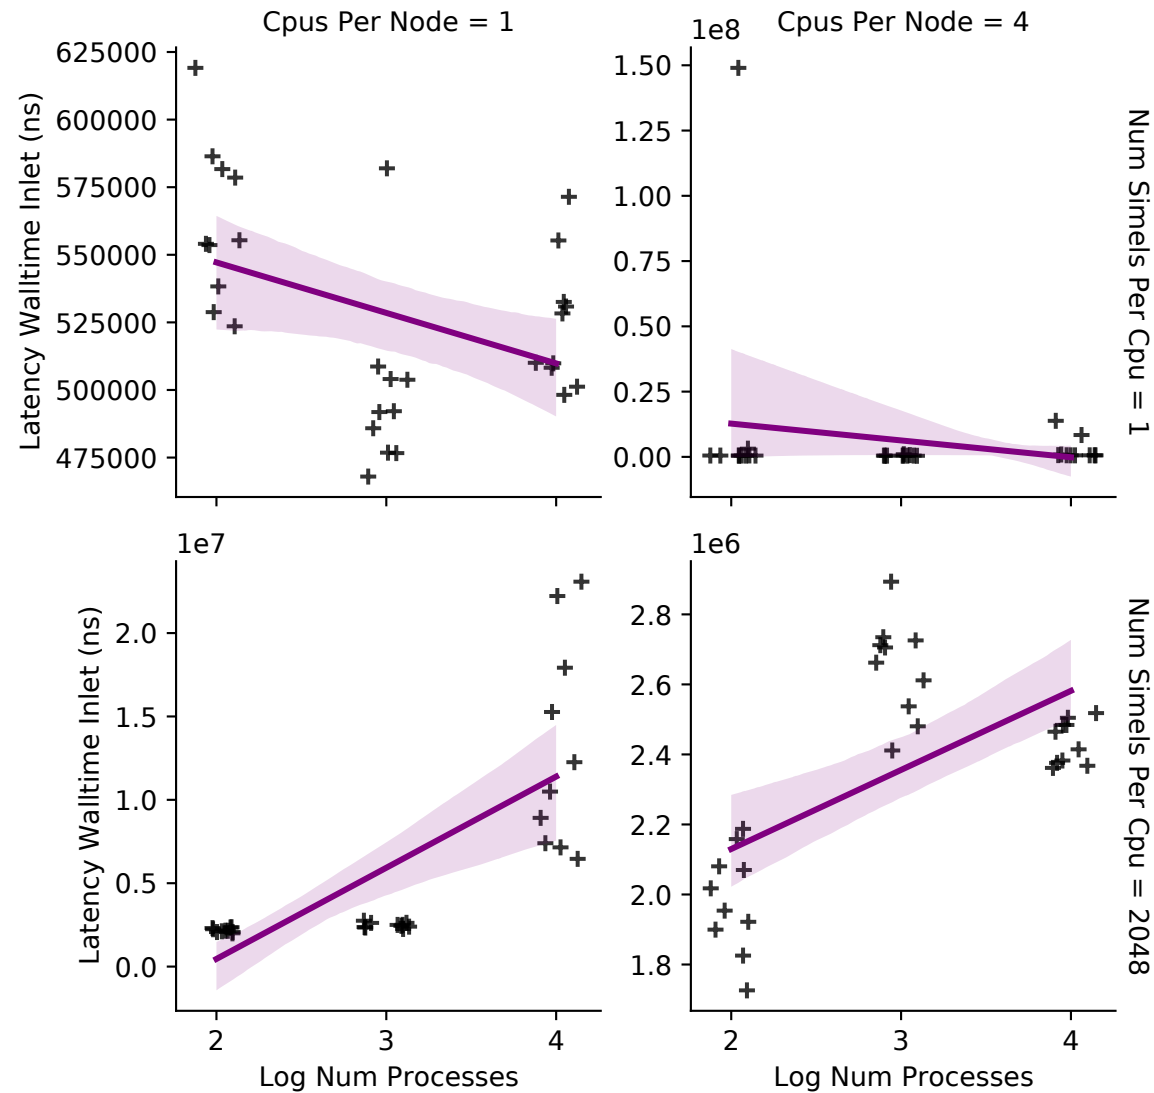 Cpus Per Node = 1
Cpus Per Node = 4
Latency Walltime Inlet (ns)
625000
600000
575000
550000
525000
500000
475000
1e8
1.50
1.25
1.00
0.75
0.50
0.25
0.00
Num Simels Per Cpu = 1
Latency Walltime Inlet (ns)
1e7
2.0
1.5
1.0
0.5
0.0
2
3
4
Log Num Processes
1e6
2.8
2.6
2.4
2.2
2.0
1.8
2
3
4
Log Num Processes
Num Simels Per Cpu = 2048